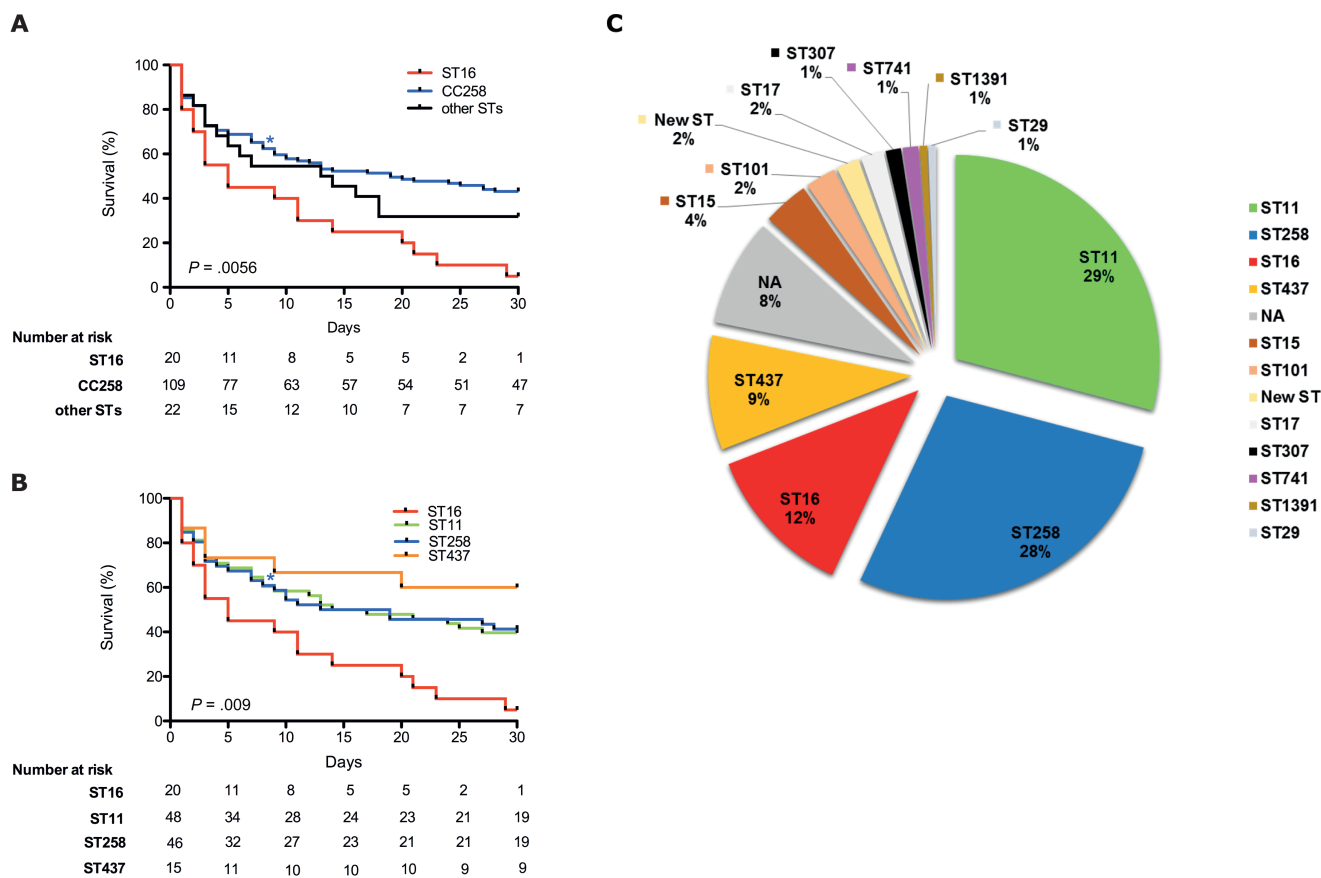 A
100
80
60
40
20
0
Survival (%)
ST16
CC258
other STs
*
P = .0056
0 5 10 15 20 25 30
Days
Number at risk
ST16 20 11 8 5 5 2 1
CC258 109 77 63 57 54 51 47
other STs 22 15 12 10 7 7 7
B
100
80
60
40
20
0
Survival (%)
ST16
ST11
ST258
ST437
*
P = .009
0 5 10 15 20 25 30
Days
Number at risk
ST16 20 11 8 5 5 2 1
ST11 48 34 28 24 23 21 19
ST258 46 32 27 23 21 21 19
ST437 15 11 10 10 10 9 9
C
ST307
1%
ST741
1%
ST1391
1%
ST17
2%
New ST
2%
ST29
1%
ST101
2%
ST15
4%
ST11
29%
NA
8%
ST437
9%
ST16
12%
ST258
28%
ST11
ST258
ST16
ST437
NA
ST15
ST101
New ST
ST17
ST307
ST741
ST1391
ST29